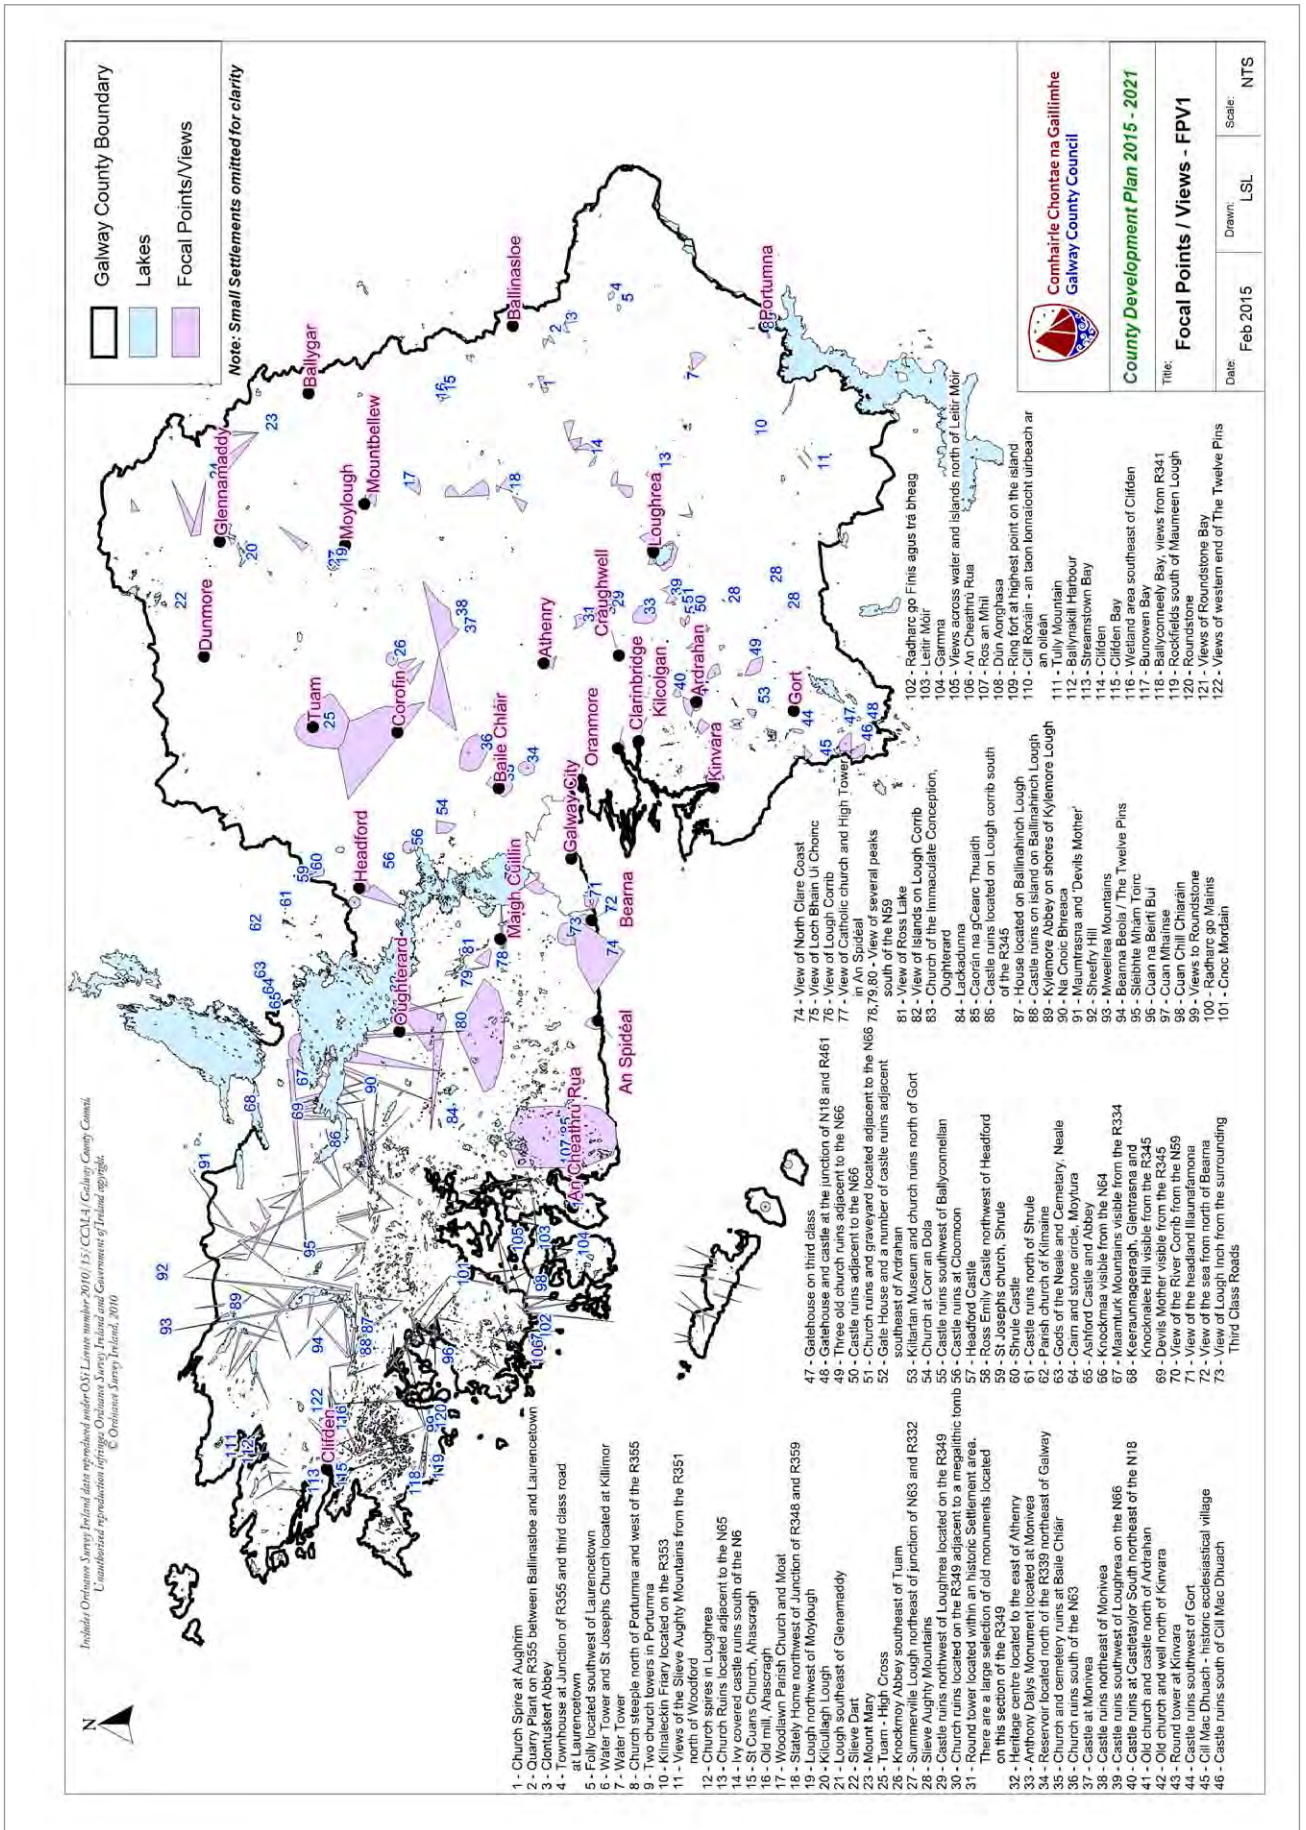 Includes Ordnance Survey Ireland data reproduced under OSi Licence number 2010/15/CCMA/Galway County Council.
Unauthorised reproduction infringes Ordnance Survey Ireland and Government of Ireland copyright.
© Ordnance Survey Ireland, 2010
N
Galway County Boundary
Lakes
Focal Points/Views
Note: Small Settlements omitted for clarity
Glennamaddy
Ballygar
Dunmore
Moylough
Mountbellew
Tuam
Corofin
Headford
Ballinasloe
Athenry
Baile Chláir
Oughterard
Maigh Cuillin
Galway City
Oranmore
Clarinbridge
Kilcolgan
Craughwell
Loughrea
Ardrahan
Kinvara
Gort
Portumna
Bearna
An Spidéal
An Cheathrú Rua
Clifden
1 - Church Spire at Aughrim
2 - Quarry Plant on R355 between Ballinasloe and Laurencetown
3 - Clontuskert Abbey
4 - Townhouse at Junction of R355 and third class road
at Laurencetown
5 - Folly located southwest of Laurencetown
6 - Water Tower and St Josephs Church located at Killimor
7 - Water Tower
8 - Church steeple north of Portumna and west of the R355
9 - Two church towers in Portumna
10 - Kilnaleckin Friary located on the R353
11 - Views of the Slieve Aughty Mountains from the R351
north of Woodford
12 - Church spires in Loughrea
13 - Church Ruins located adjacent to the N65
14 - Ivy covered castle ruins south of the N6
15 - St Cuans Church, Ahascragh
16 - Old mill, Ahascragh
17 - Woodlawn Parish Church and Moat
18 - Stately Home northwest of Junction of R348 and R359
19 - Lough northwest of Moylough
20 - Kilcullagh Lough
21 - Lough southeast of Glenamaddy
22 - Slieve Dart
23 - Mount Mary
25 - Tuam - High Cross
26 - Knockmoy Abbey southeast of Tuam
27 - Summerville Lough northeast of junction of N63 and R332
28 - Slieve Aughty Mountains
29 - Castle ruins northwest of Loughrea located on the R349
30 - Church ruins located on the R349 adjacent to a megalithic tomb
31 - Round tower located within an historic Settlement area.
There are a large selection of old monuments located
on this section of the R349
32 - Heritage centre located to the east of Athenry
33 - Anthony Dalys Monument located at Monivea
34 - Reservoir located north of the R339 northeast of Galway
35 - Church and cemetery ruins at Baile Chláir
36 - Church ruins south of the N63
37 - Castle at Monivea
38 - Castle ruins northeast of Monivea
39 - Castle ruins southwest of Loughrea on the N66
40 - Castle ruins at Castletaylor South northeast of the N18
41 - Old church and castle north of Ardrahan
42 - Old church and well north of Kinvara
43 - Round tower at Kinvara
44 - Castle ruins southwest of Gort
45 - Cill Mac Dhuach - historic ecclesiastical village
46 - Castle ruins south of Cill Mac Dhuach
47 - Gatehouse on third class
48 - Gatehouse and castle at the junction of N18 and R461
49 - Three old church ruins adjacent to the N66
50 - Castle ruins adjacent to the N66
51 - Church ruins and graveyard located adjacent to the N66
52 - Gate House and a number of castle ruins adjacent
southeast of Ardrahan
53 - Kiltartan Museum and church ruins north of Gort
54 - Church at Corr an Dola
55 - Castle ruins southwest of Ballyconnellan
56 - Castle ruins at Cloonoon
57 - Headford Castle
58 - Ross Emily Castle northwest of Headford
59 - St Josephs church, Shrule
60 - Shrule Castle
61 - Castle ruins north of Shrule
62 - Parish church of Kilmaine
63 - Gods of the Neale and Cemetary, Neale
64 - Cairn and stone circle, Moytura
65 - Ashford Castle and Abbey
66 - Knockmaa visible from the N64
67 - Maamturk Mountains visible from the R334
68 - Keeraunnageeragh, Glentrasna and
Knocknalee Hill visible from the R345
69 - Devils Mother visible from the R345
70 - View of the River Corrib from the N59
71 - View of the headland Illaunafamona
72 - View of the sea from north of Bearna
73 - View of Lough Inch from the surrounding
Third Class Roads
74 - View of North Clare Coast
75 - View of Loch Bhain Uí Choinc
76 - View of Lough Corrib
77 - View of Catholic church and High Tower
in An Spidéal
78,79,80 - View of several peaks
south of the N59
81 - View of Ross Lake
82 - View of Islands on Lough Corrib
83 - Church of the Immaculate Conception,
Oughterard
84 - Lackadunna
85 - Caorán na gCearc Thuaidh
86 - Castle ruins located on Lough corrib south
of the R345
87 - House located on Ballinahinch Lough
88 - Castle ruins on island on Ballinahinch Lough
89 - Kylemore Abbey on shores of Kylemore Lough
90 - Na Cnoic Bhreaca
91 - Maumtrasna and 'Devils Mother'
92 - Sheefry Hill
93 - Mweelrea Mountains
94 - Beanna Beola / The Twelve Pins
95 - Sléibhte Mhám Toirc
96 - Cuan na Beirtí Buí
97 - Cuan Mhainse
98 - Cuan Chill Chiaráin
99 - Views to Roundstone
100 - Radharc go Mainis
101 - Cnoc Mordain
102 - Radharc go Finis agus trá bheag
103 - Leitir Móir
104 - Garumna
105 - Views across water and islands north of Leitir Móir
106 - An Cheathrú Rua
107 - Ros an Mhíl
108 - Dún Aonghasa
109 - Ring fort at highest point on the island
110 - Cill Rónáin - an taon lonnaíocht uirbeach ar
an oileán
111 - Tully Mountain
112 - Ballynakill Harbour
113 - Streamstown Bay
114 - Clifden
115 - Clifden Bay
116 - Wetland area southeast of Clifden
117 - Bunowen Bay
118 - Ballyconneely Bay, views from R341
119 - Rockfields south of Maumeen Lough
120 - Roundstone
121 - Views of Roundstone Bay
122 - Views of western end of The Twelve Pins
Comhairle Chontae na Gaillimhe
Galway County Council
County Development Plan 2015 - 2021
Title:
Focal Points / Views - FPV1
Date:
Feb 2015
Drawn:
LSL
Scale:
NTS